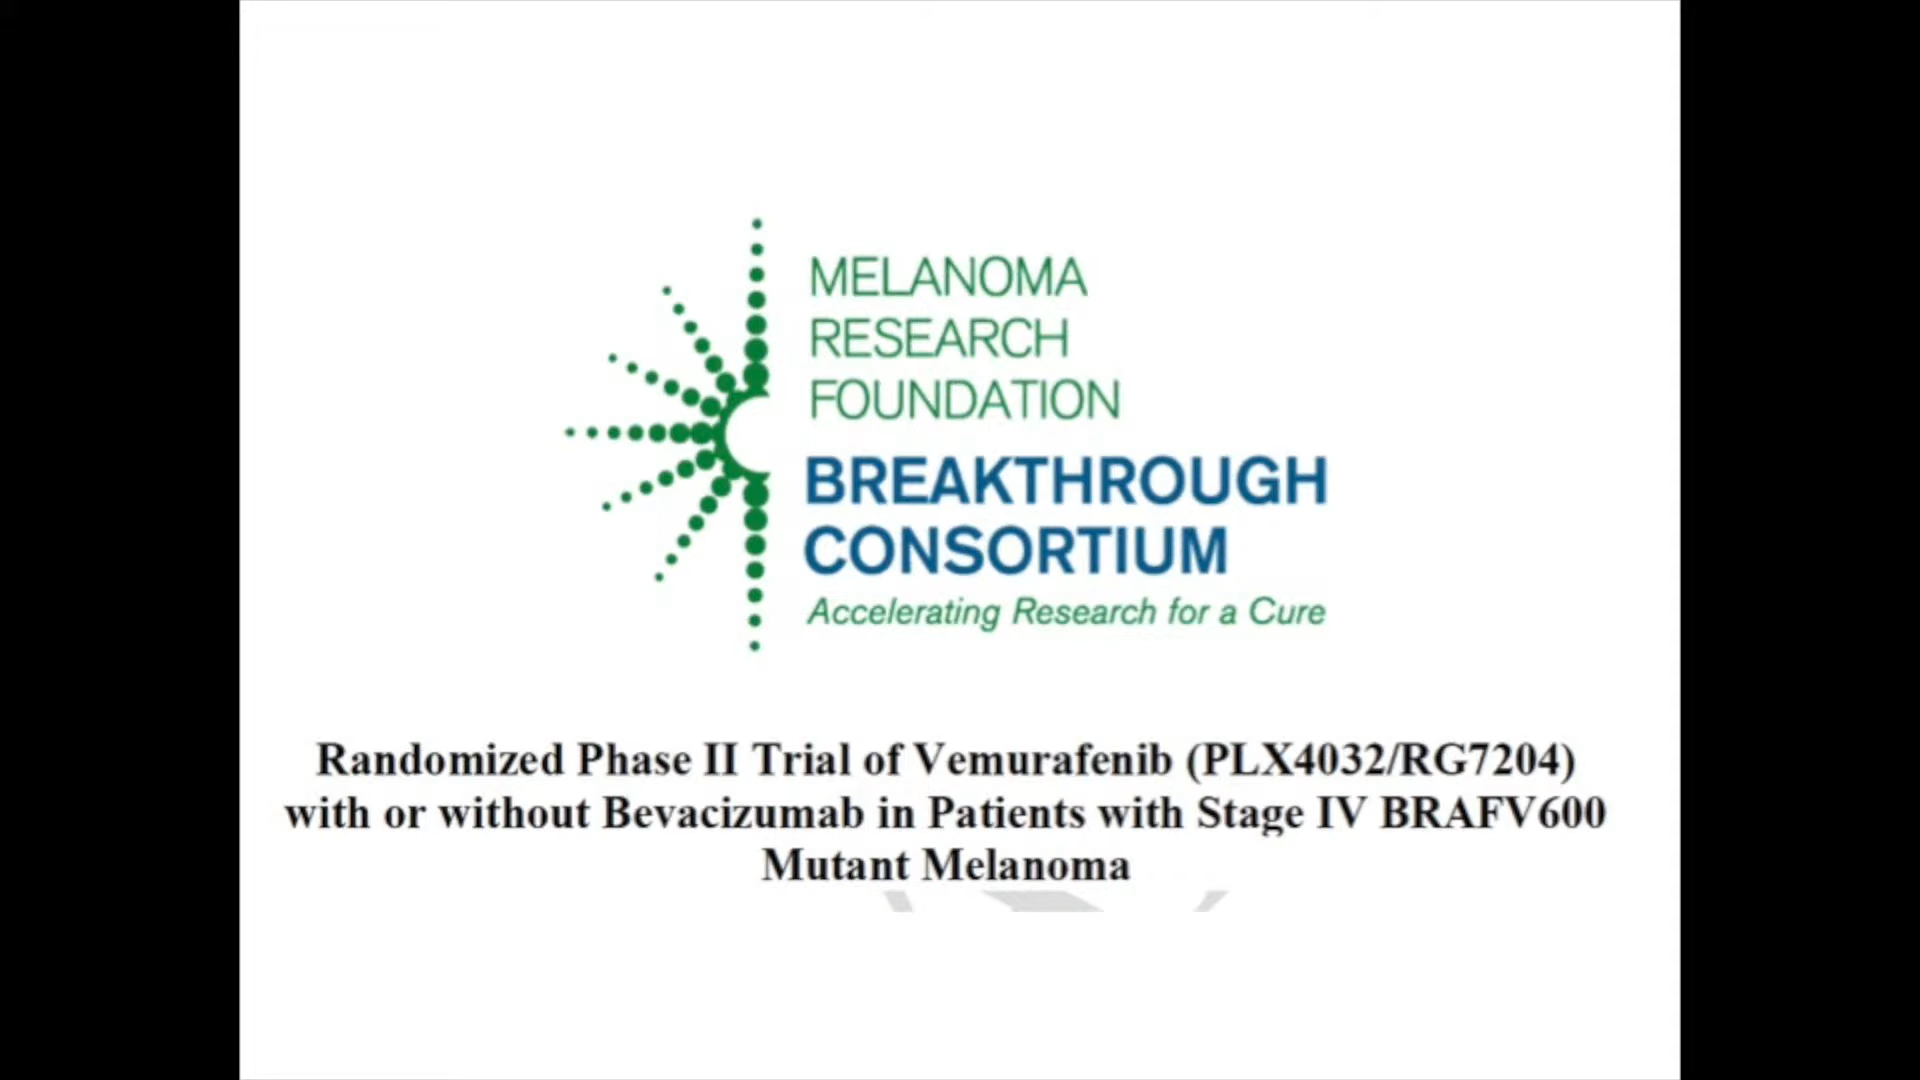 MELANOMA
RESEARCH
FOUNDATION
BREAKTHROUGH
CONSORTIUM
Accelerating Research for a Cure
Randomized Phase II Trial of Vemurafenib (PLX4032/RG7204)
with or without Bevacizumab in Patients with Stage IV BRAFV600
Mutant Melanoma